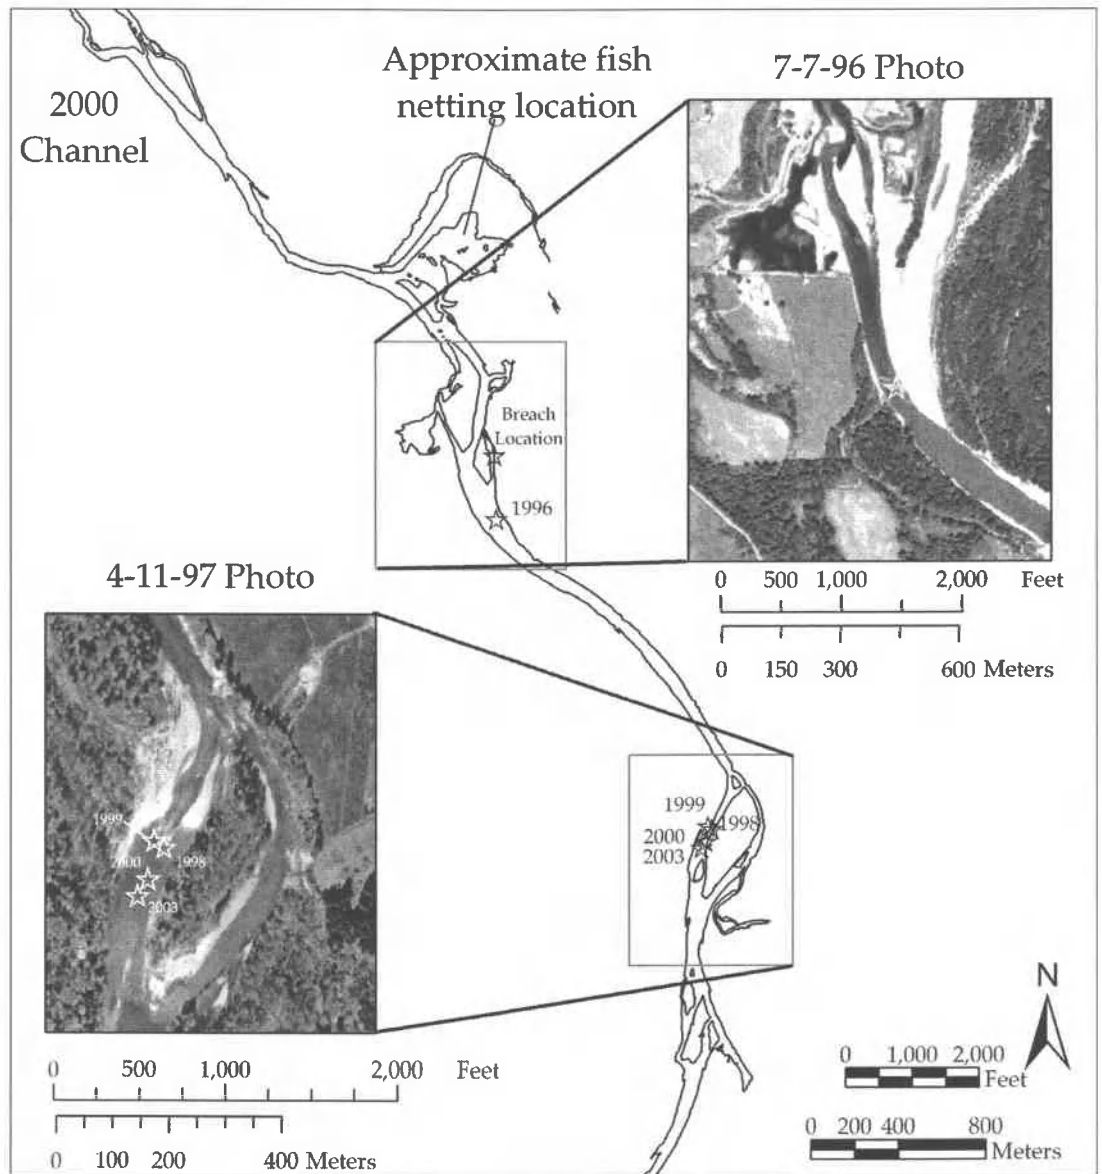 Approximate fish
netting location
7-7-96 Photo
2000
Channel
Breach
Location
1996
0 500 1,000 2,000 Feet
0 150 300 600 Meters
4-11-97 Photo
1999
1998
2000
2003
1999
1998
2000
2003
0 500 1,000 2,000 Feet
0 100 200 400 Meters
N
0 1,000 2,000
Feet
0 200 400 800
Meters